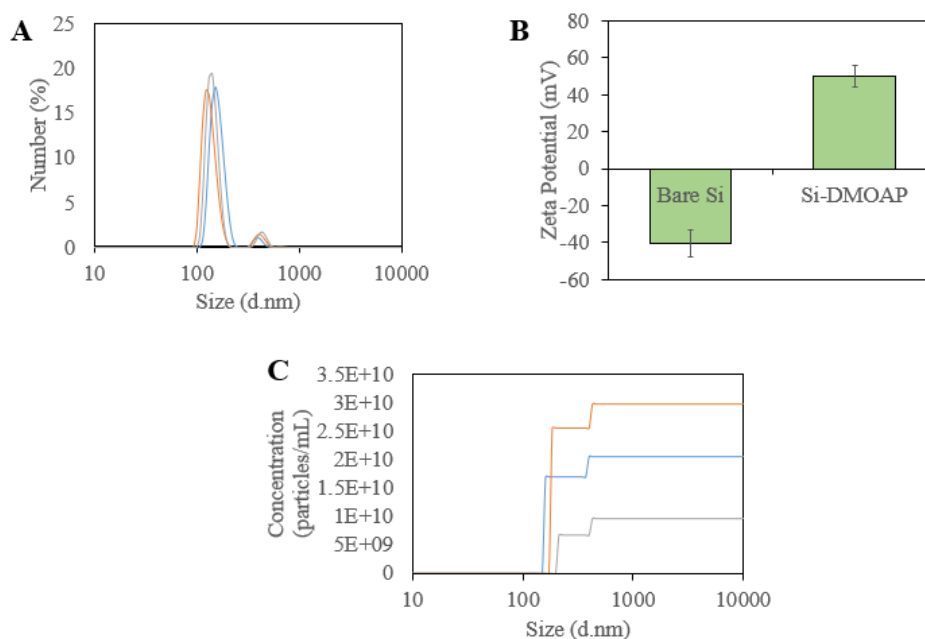 A
25
20
15
10
5
0
Number (%)
10 100 1000 10000
Size (d.nm)
B
80
60
40
20
0
-20
-40
-60
Zeta Potential (mV)
Bare Si
Si-DMOAP
C
3.5E+10
3E+10
2.5E+10
2E+10
1.5E+10
1E+10
5E+09
0
Concentration
(particles/mL)
10 100 1000 10000
Size (d.nm)